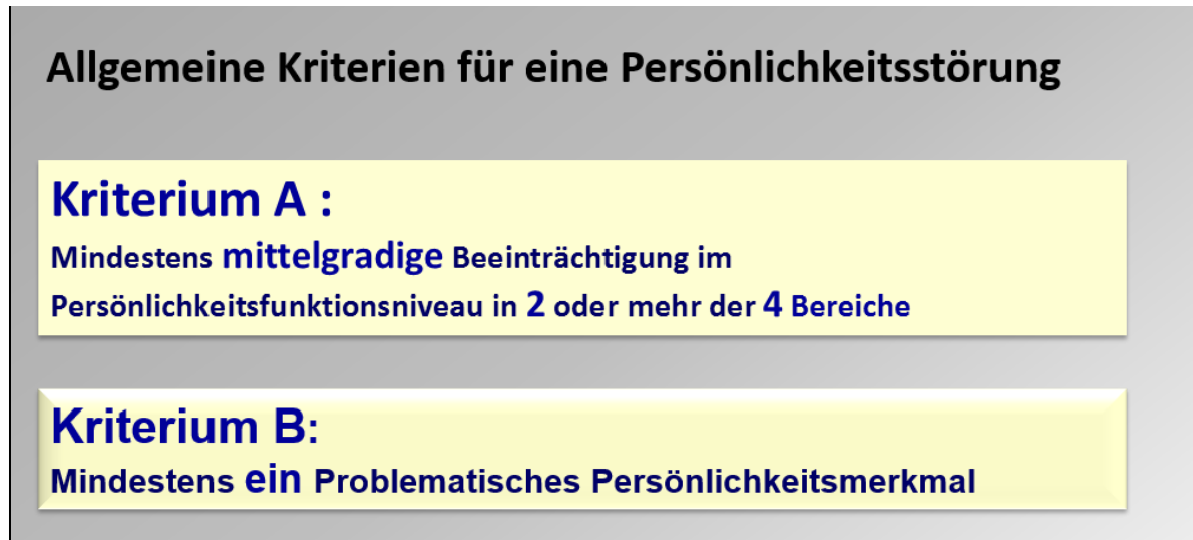 Allgemeine Kriterien für eine Persönlichkeitsstörung
Kriterium A :
Mindestens mittelgradige Beeinträchtigung im
Persönlichkeitsfunktionsniveau in 2 oder mehr der 4 Bereiche
Kriterium B:
Mindestens ein Problematisches Persönlichkeitsmerkmal